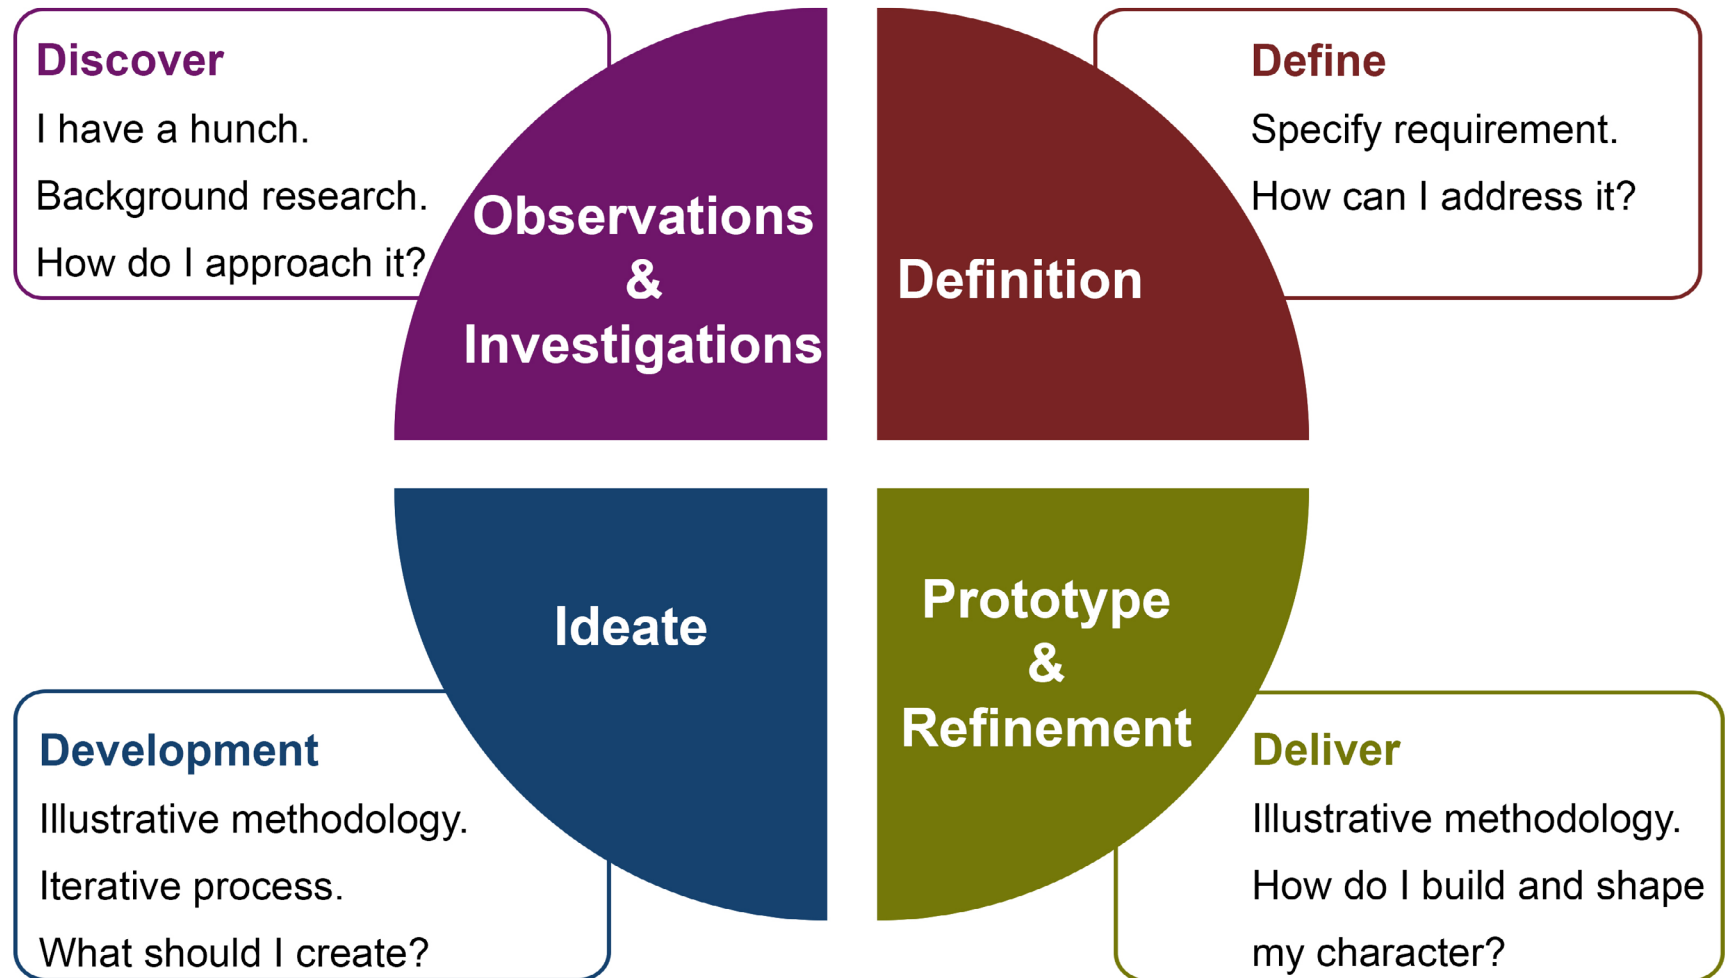 Discover
I have a hunch.
Background research.
How do I approach it?
Observations
&
Investigations
Definition
Define
Specify requirement.
How can I address it?
Development
Illustrative methodology.
Iterative process.
What should I create?
Ideate
Prototype
&
Refinement
Deliver
Illustrative methodology.
How do I build and shape
my character?